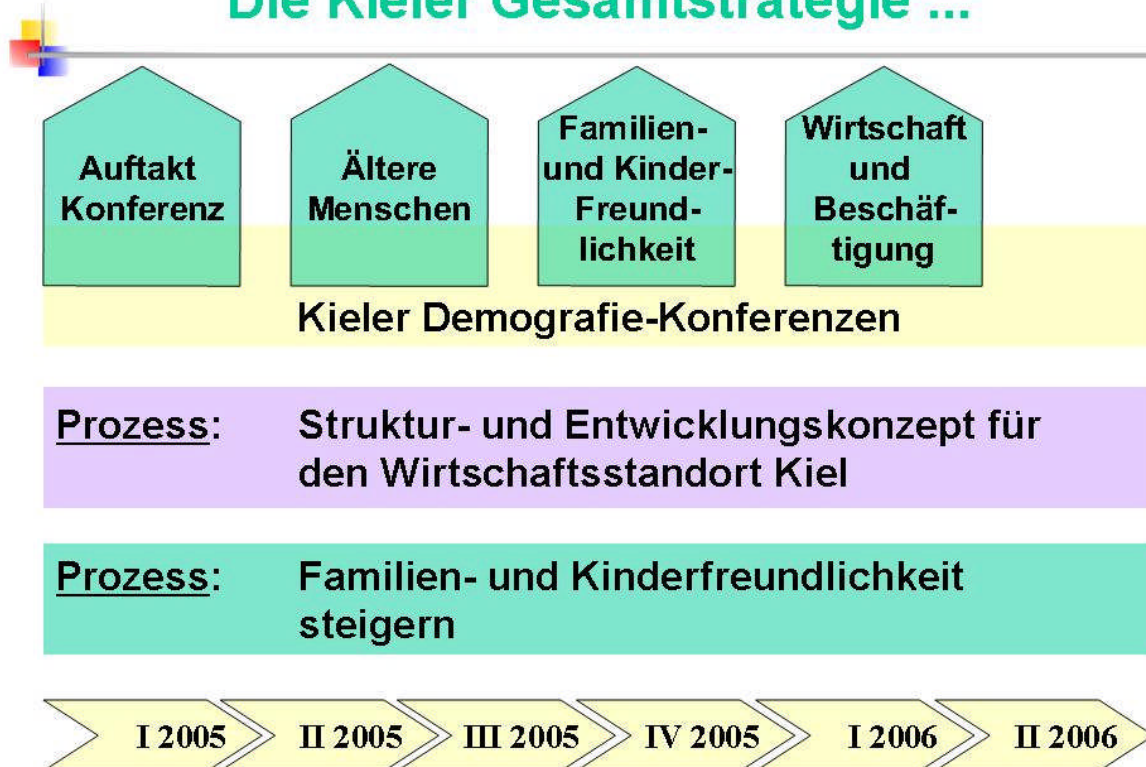 Die Kieler Gesamtstrategie ...
Auftakt
Konferenz
Ältere
Menschen
Familien-
und Kinder-
Freund-
lichkeit
Wirtschaft
und
Beschäf-
tigung
Kieler Demografie-Konferenzen
Prozess: Struktur- und Entwicklungskonzept für
den Wirtschaftsstandort Kiel
Prozess: Familien- und Kinderfreundlichkeit
steigern
I 2005 II 2005 III 2005 IV 2005 I 2006 II 2006